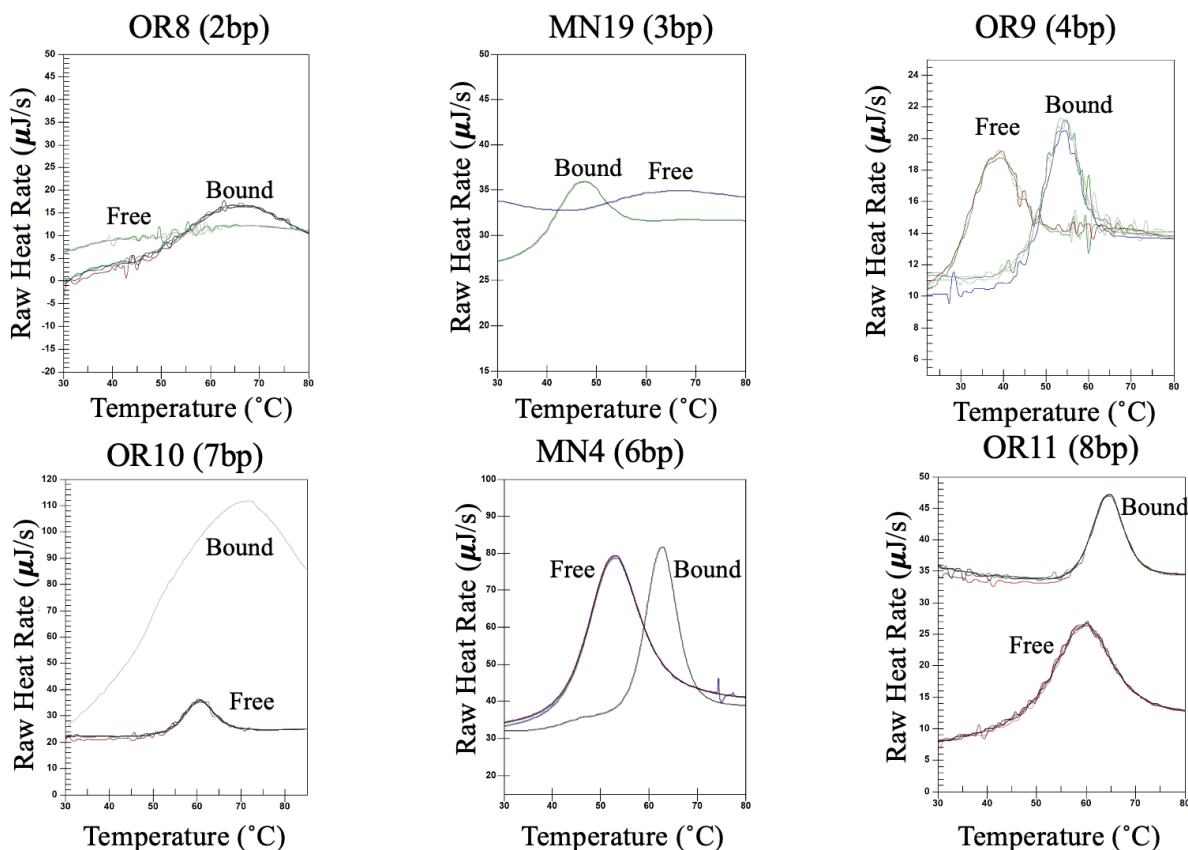 OR8 (2bp)
Raw Heat Rate (μJ/s)
50
45
40
35
30
25
20
15
10
5
0
-5
-10
-15
-20
Free
Bound
30 40 50 60 70 80
Temperature (˚C)
MN19 (3bp)
Raw Heat Rate (μJ/s)
50
45
40
35
30
25
20
15
Bound
Free
30 40 50 60 70 80
Temperature (˚C)
OR9 (4bp)
Raw Heat Rate (μJ/s)
24
22
20
18
16
14
12
10
8
6
Free
Bound
30 40 50 60 70 80
Temperature (˚C)
OR10 (7bp)
Raw Heat Rate (μJ/s)
120
110
100
90
80
70
60
50
40
30
20
10
0
Bound
Free
30 40 50 60 70 80
Temperature (˚C)
MN4 (6bp)
Raw Heat Rate (μJ/s)
100
90
80
70
60
50
40
30
20
Free
Bound
30 40 50 60 70 80
Temperature (˚C)
OR11 (8bp)
Raw Heat Rate (μJ/s)
50
45
40
35
30
25
20
15
10
5
0
Bound
Free
30 40 50 60 70 80
Temperature (˚C)